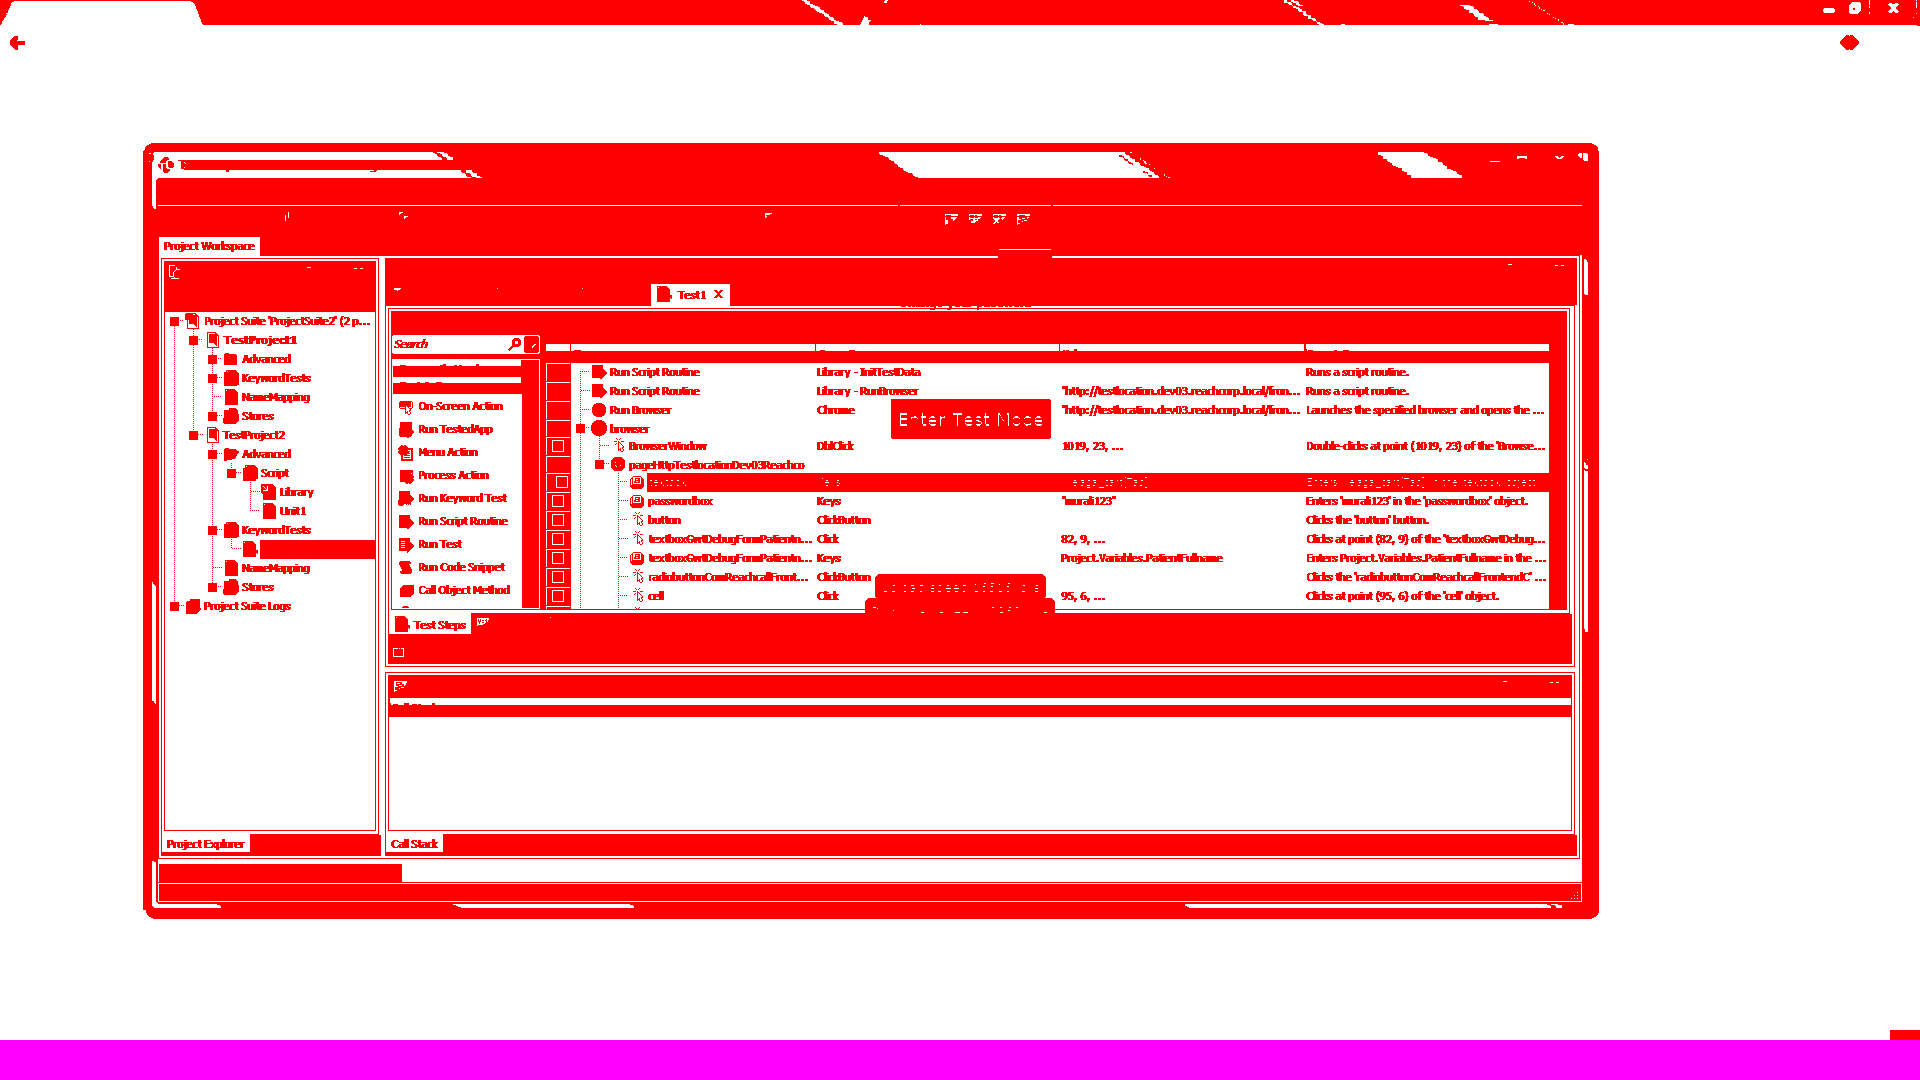 Project Workspace
Test1 X
Project Suite 'ProjectSuite2' (2 p...
TestProject1
Advanced
KeywordTests
NameMapping
Stores
TestProject2
Advanced
Script
Library
Unit1
KeywordTests
NameMapping
Stores
Project Suite Logs
Project Explorer
Search
On-Screen Action
Run TestedApp
Menu Action
Process Action
Run Keyword Test
Run Script Routine
Run Test
Run Code Snippet
Call Object Method
Run Script Routine Library - InitTestData Runs a script routine.
Run Script Routine Library - RunBrowser "http://testlocation.dev03.reachcorp.local/fron... Runs a script routine.
Run Browser Chrome "http://testlocation.dev03.reachcorp.local/fron... Launches the specified browser and opens the ...
Enter Test Mode
browser
BrowserWindow DblClick 1019, 23, ... Double-clicks at point (1019, 23) of the 'Browse...
pageHttpTestlocationDev03Reachco
passwordbox Keys "murali123" Enters 'murali123' in the 'passwordbox' object.
button ClickButton Clicks the 'button' button.
textboxGwtDebugFormPatientn... Click 82, 9, ... Clicks at point (82, 9) of the 'textboxGwtDebug...
textboxGwtDebugFormPatientn... Keys Project.Variables.PatientFullname Enters Project.Variables.PatientFullname in the ...
radiobuttonComReachcallFront... ClickButton Clicks the 'radiobuttonComReachcallFrontendC' ...
cell Click 95, 6, ... Clicks at point (95, 6) of the 'cell' object.
Test Steps
Call Stack